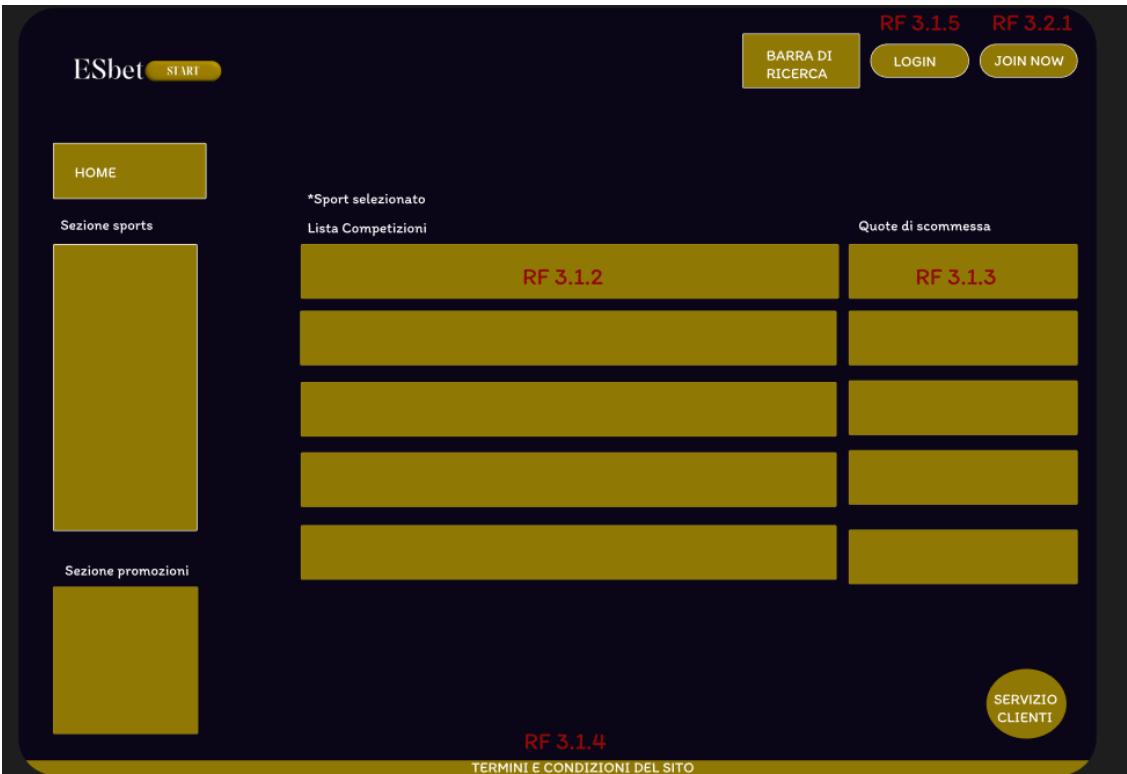 RF 3.1.5 RF 3.2.1
ESbet START
BARRA DI
RICERCA
LOGIN
JOIN NOW
HOME
Sezione sports
*Sport selezionato
Lista Competizioni
Quote di scommessa
RF 3.1.2
RF 3.1.3
Sezione promozioni
SERVIZIO
CLIENTI
RF 3.1.4
TERMINI E CONDIZIONI DEL SITO